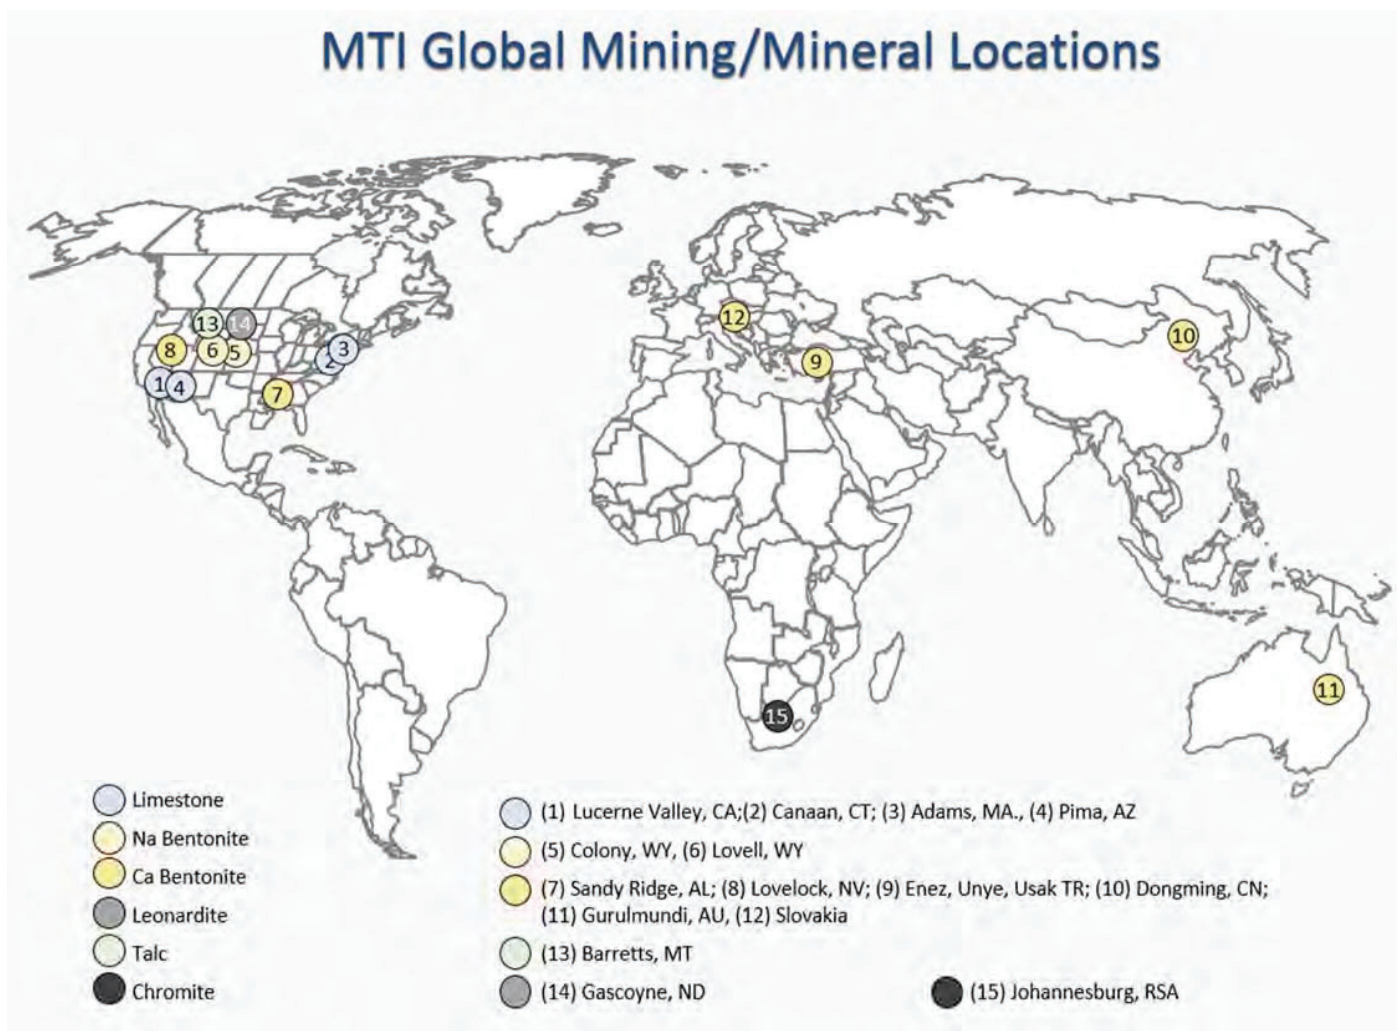 MTI Global Mining/Mineral Locations
13
14
12
10
8
6
5
2
3
9
1
4
7
11
15
Limestone
Na Bentonite
Ca Bentonite
Leonardite
Talc
Chromite
(1) Lucerne Valley, CA;(2) Canaan, CT; (3) Adams, MA., (4) Pima, AZ
(5) Colony, WY, (6) Lovell, WY
(7) Sandy Ridge, AL; (8) Lovelock, NV; (9) Enez, Unye, Usak TR; (10) Dongming, CN;
(11) Gurulmundi, AU, (12) Slovakia
(13) Barretts, MT
(14) Gascoyne, ND
(15) Johannesburg, RSA